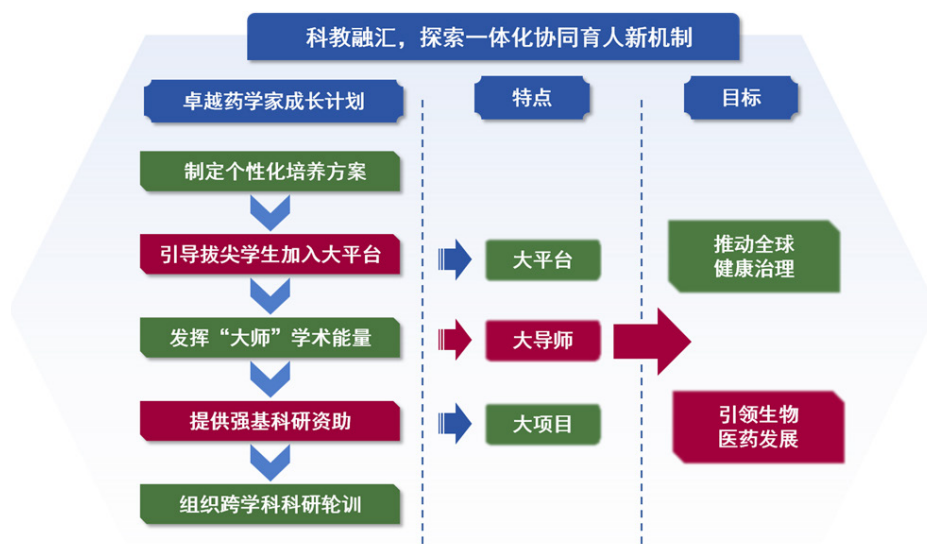 科教融汇，探索一体化协同育人新机制
卓越药学家成长计划
特点
目标
制定个性化培养方案
引导拔尖学生加入大平台
大平台
推动全球
健康治理
发挥“大师”学术能量
大导师
提供强基科研资助
大项目
引领生物
医药发展
组织跨学科科研轮训